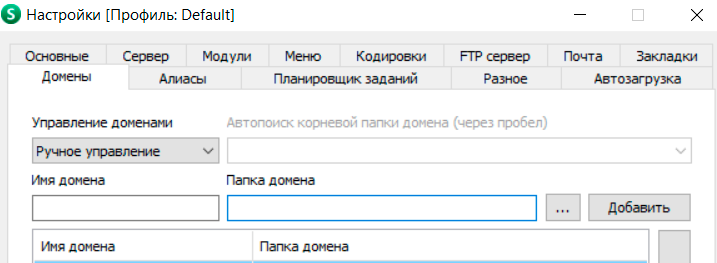 S Настройки [Профиль: Default]
Основные Сервер Модули Меню Кодировки FTP сервер Почта Закладки
Домены Алиасы Планировщик заданий Разное Автозагрузка
Управление доменами Автопоиск корневой папки домена (через пробел)
Ручное управление
Имя домена Папка домена
... Добавить
Имя домена Папка домена